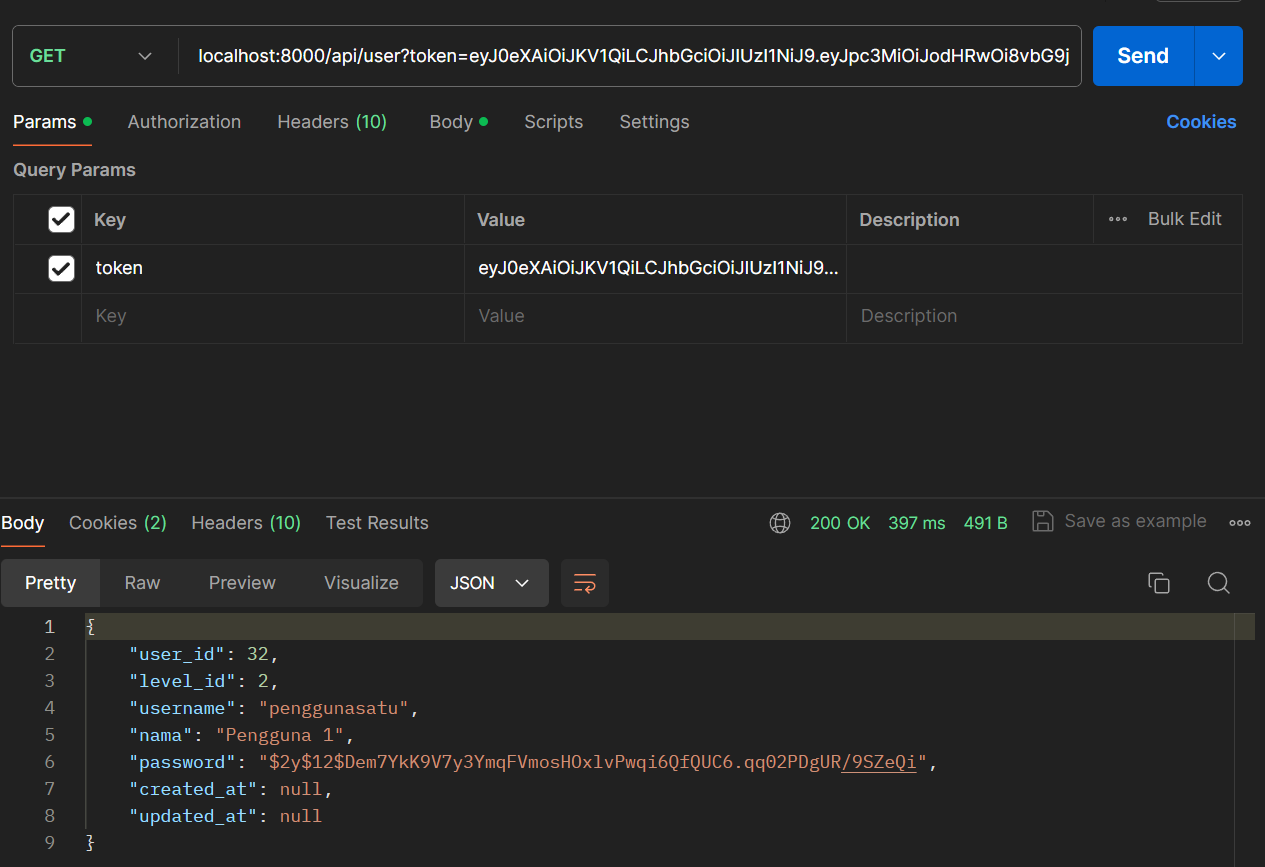 GET localhost:8000/api/user?token=eyJ0eXAiOiJKV1QiLCJhbGciOiJIUzI1NiJ9.eyJpc3MiOiJodHRwOi8vbG9j Send
Params Authorization Headers (10) Body Scripts Settings Cookies
Query Params
Key Value Description Bulk Edit
token eyJ0eXAiOiJKV1QiLCJhbGciOiJIUzI1NiJ9...
Key Value Description
Body Cookies (2) Headers (10) Test Results 200 OK 397 ms 491 B Save as example
Pretty Raw Preview Visualize JSON
1 {
2 "user_id": 32,
3 "level_id": 2,
4 "username": "penggunasatu",
5 "nama": "Pengguna 1",
6 "password": "$2y$12$Dem7YkK9V7y3YmqFVmosHOxlvPwqi6QfQUC6.qq02PDgUR/9SZeQi",
7 "created_at": null,
8 "updated_at": null
9 }